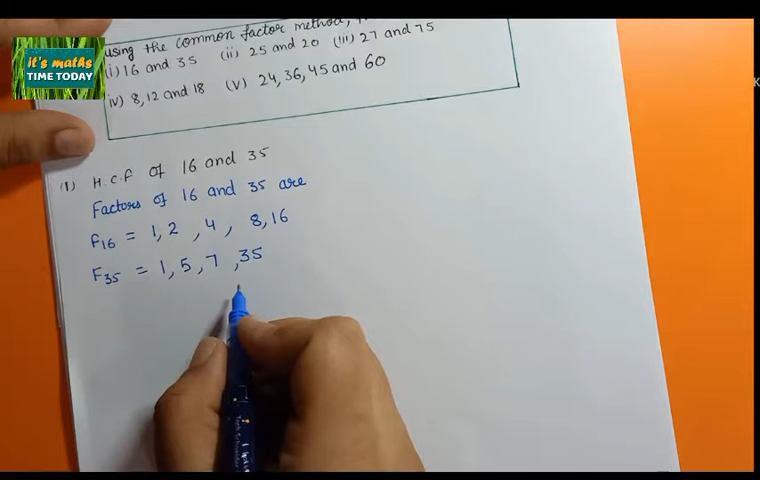 it's maths
TIME TODAY
using the common factor method,
(i) 16 and 35 (ii) 25 and 20 (iii) 27 and 75
iv) 8, 12 and 18 (v) 24, 36, 45 and 60
(1) H.C.F of 16 and 35
Factors of 16 and 35 are
F16 = 1, 2, 4, 8, 16
F35 = 1, 5, 7, 35